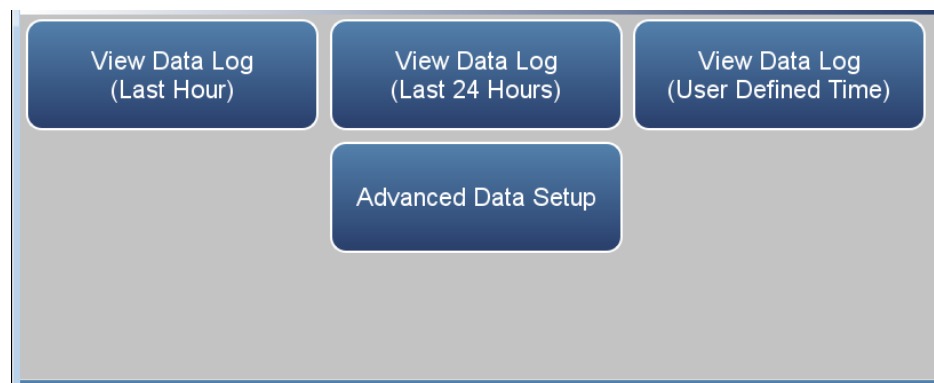 View Data Log
(Last Hour)
View Data Log
(Last 24 Hours)
View Data Log
(User Defined Time)
Advanced Data Setup